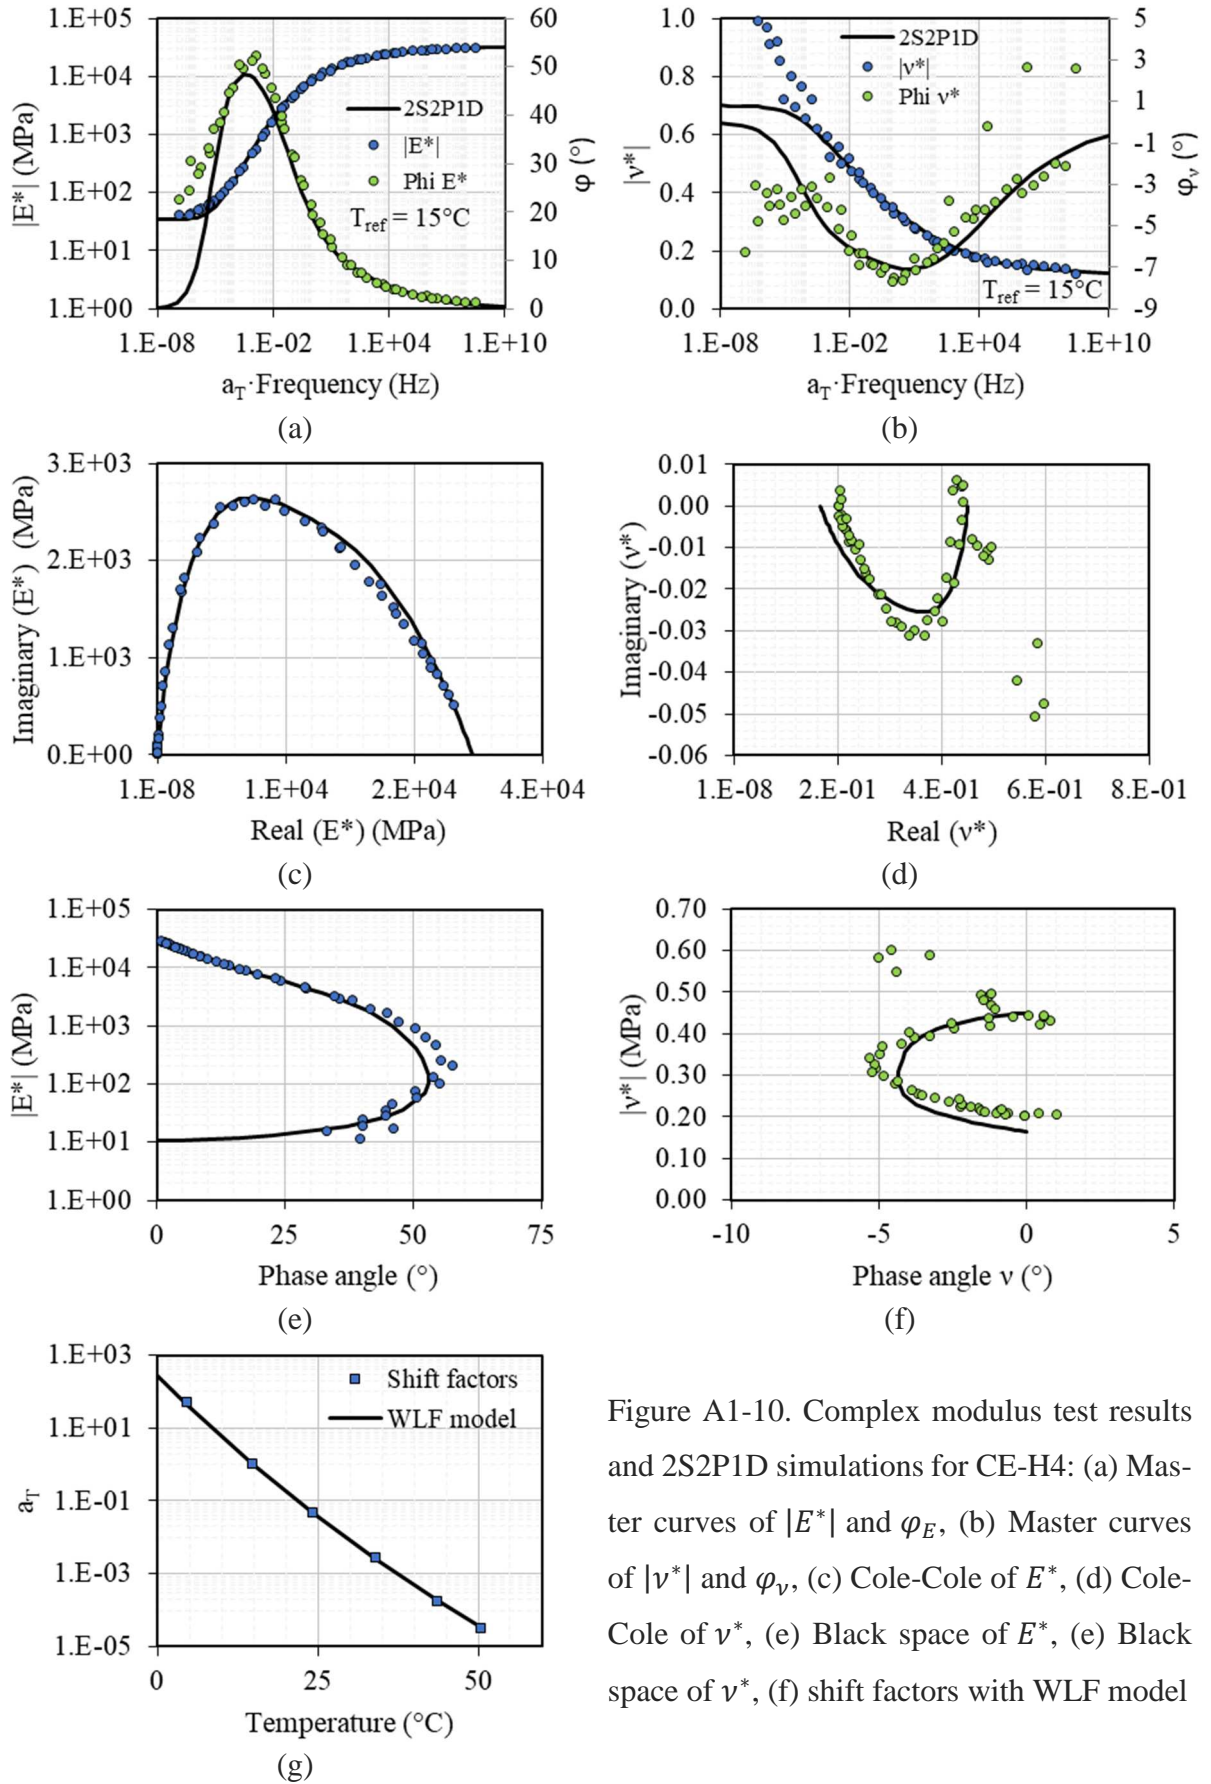 1.E+05
1.E+04
1.E+03
1.E+02
1.E+01
1.E+00
|E*| (MPa)
60
50
40
30
20
10
0
φ (°)
2S2P1D
|E*|
Phi E*
T_ref = 15°C
1.E-08 1.E-02 1.E+04 1.E+10
a_T·Frequency (Hz)
(a)
1.0
0.8
0.6
0.4
0.2
0.0
|ν*|
5
3
1
-1
-3
-5
-7
-9
φ_ν (°)
2S2P1D
|ν*|
Phi ν*
T_ref = 15°C
1.E-08 1.E-02 1.E+04 1.E+10
a_T·Frequency (Hz)
(b)
3.E+03
2.E+03
1.E+03
0.E+00
Imaginary (E*) (MPa)
1.E-08 1.E+04 2.E+04 4.E+04
Real (E*) (MPa)
(c)
0.01
0.00
-0.01
-0.02
-0.03
-0.04
-0.05
-0.06
Imaginary (ν*)
1.E-08 2.E-01 4.E-01 6.E-01 8.E-01
Real (ν*)
(d)
1.E+05
1.E+04
1.E+03
1.E+02
1.E+01
1.E+00
|E*| (MPa)
0 25 50 75
Phase angle (°)
(e)
0.70
0.60
0.50
0.40
0.30
0.20
0.10
0.00
|ν*| (MPa)
-10 -5 0 5
Phase angle ν (°)
(f)
1.E+03
1.E+01
1.E-01
1.E-03
1.E-05
a_T
Shift factors
WLF model
0 25 50
Temperature (°C)
(g)
Figure A1-10. Complex modulus test results
and 2S2P1D simulations for CE-H4: (a) Mas-
ter curves of |E*| and φ_E, (b) Master curves
of |ν*| and φ_ν, (c) Cole-Cole of E*, (d) Cole-
Cole of ν*, (e) Black space of E*, (e) Black
space of ν*, (f) shift factors with WLF model